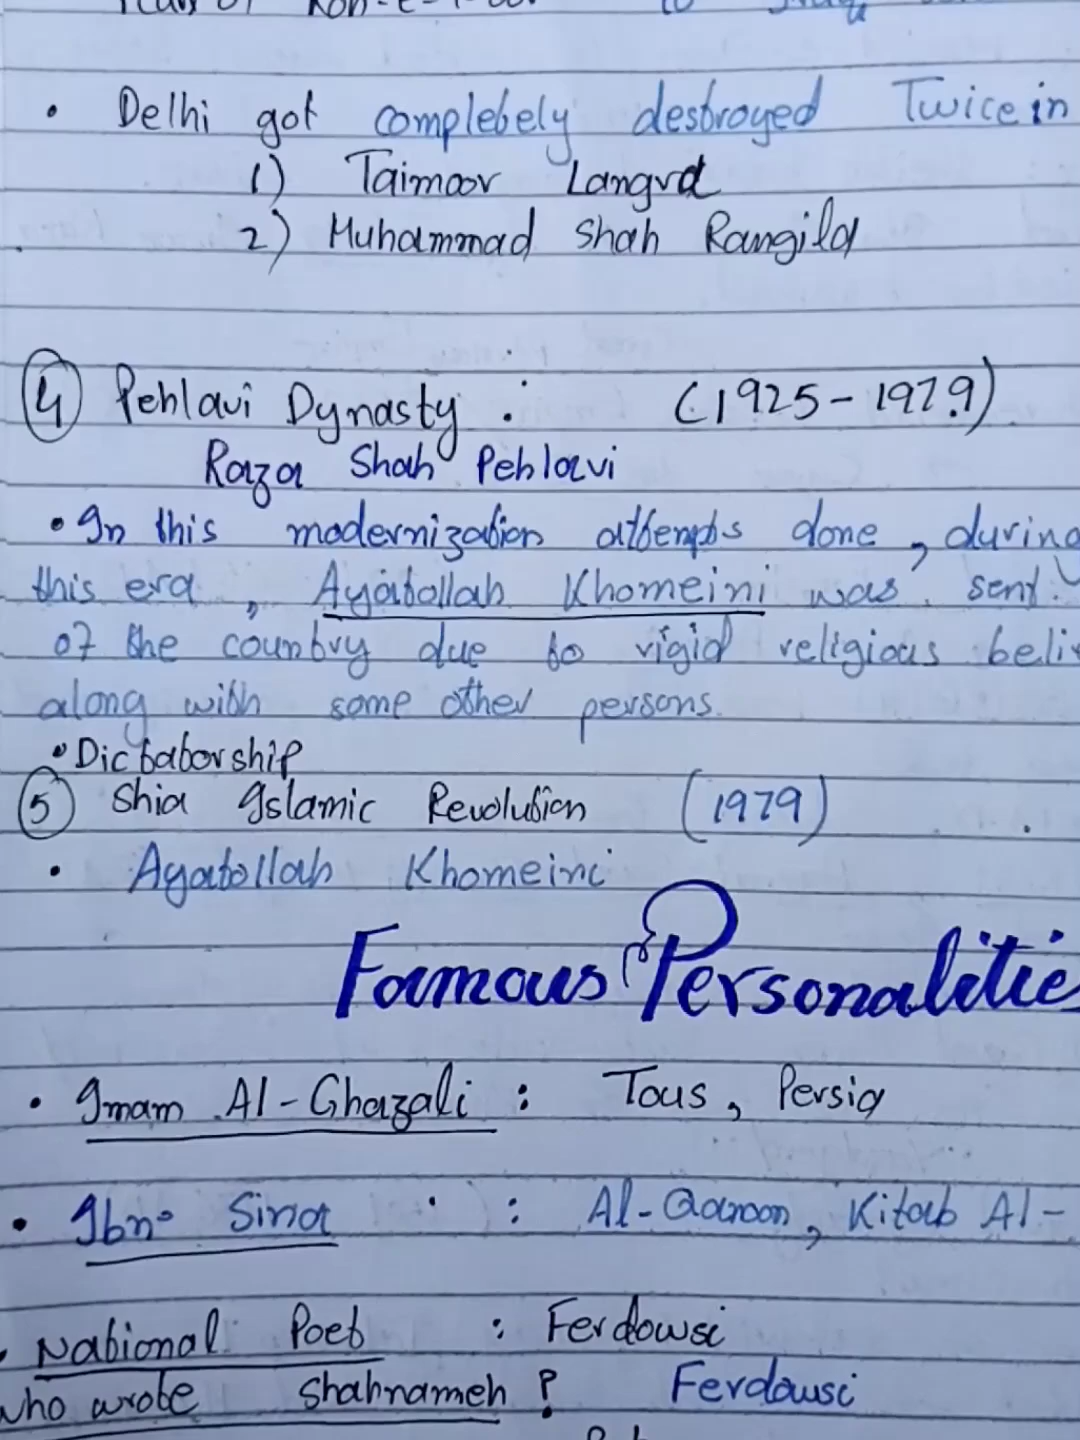 • Delhi got completely destroyed Twice in
1) Taimoor Langra
2) Muhammad Shah Rangila
4 Pehlavi Dynasty : (1925-1979)
Raza Shah Pehlavi
• In this modernization attempts done, during
this era, Ayatollah Khomeini was sent
of the country due to rigid religious beli
along with some other persons.
• Dictatorship
5 Shia Islamic Revolution (1979)
• Ayatollah Khomeini
Famous Personalitie
• Imam Al-Ghazali : Tous, Persia
• Ibn Sina : Al-Qanoon, Kitab Al-
• National Poet : Ferdowsi
who wrote Shahnameh ? Ferdowsi